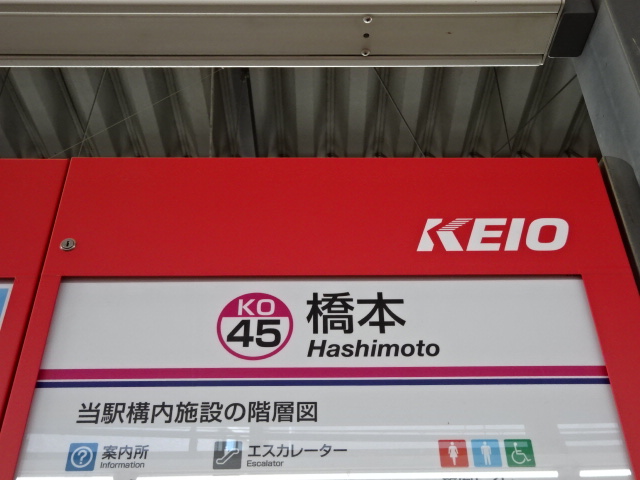 KEIO
KO
45
橋本
Hashimoto
当駅構内施設の階層図
案内所
Information
エスカレーター
Escalator